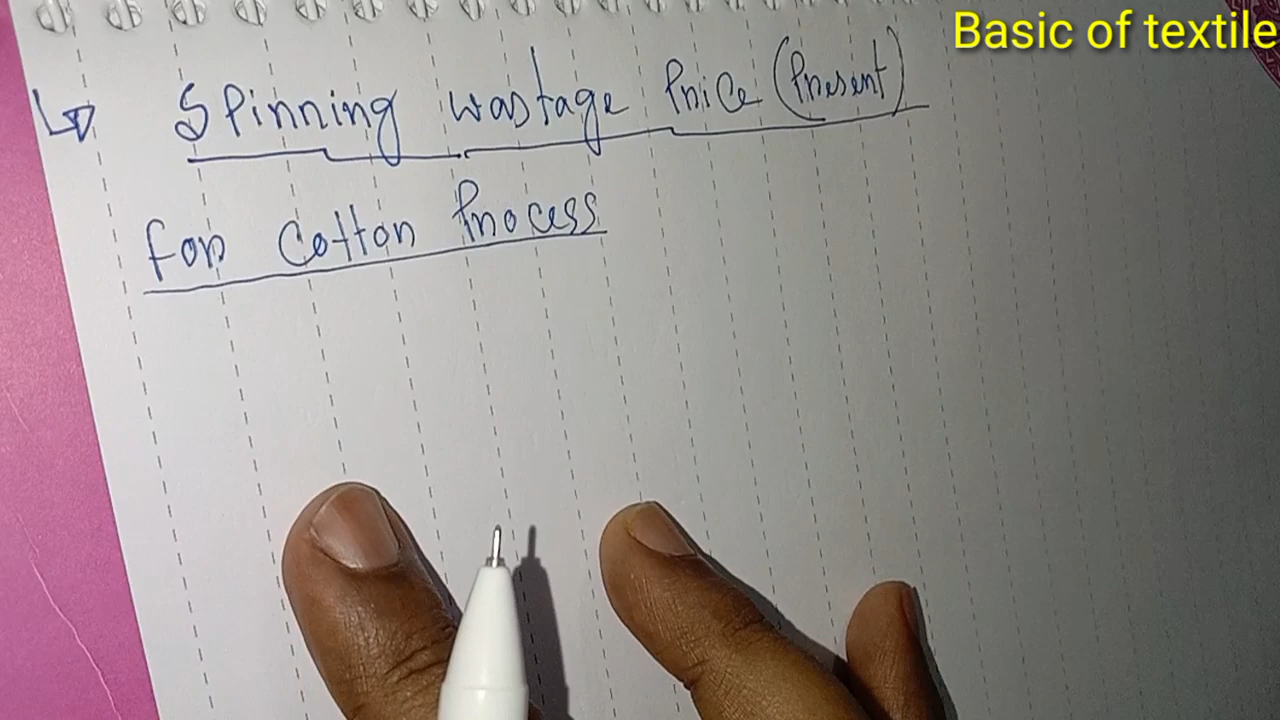 Basic of textile
Spinning wastage Price (Present)
for Cotton Process